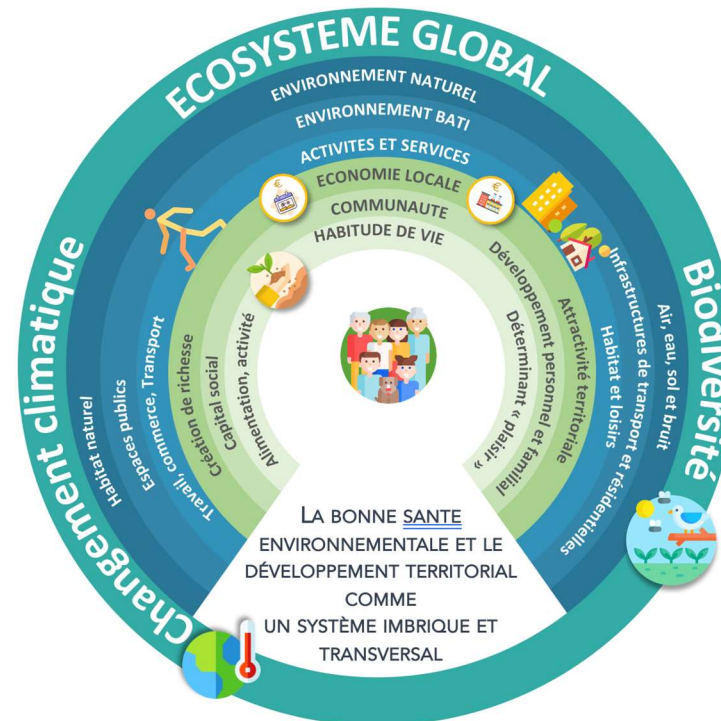 ECOSYSTEME GLOBAL
ENVIRONNEMENT NATUREL
ENVIRONNEMENT BATI
ACTIVITES ET SERVICES
ECONOMIE LOCALE
COMMUNAUTE
HABITUDE DE VIE
Changement climatique
Habitat naturel
Espaces publics
Travail, commerce, Transport
Création de richesse
Capital social
Alimentation, activité
Déterminant « plaisir »
Développement personnel et familial
Attractivité territoriale
Habitat et loisirs
Infrastructures de transport et résidentielles
Air, eau, sol et bruit
Biodiversité
LA BONNE SANTE
ENVIRONNEMENTALE ET LE
DÉVELOPPEMENT TERRITORIAL
COMME
UN SYSTÈME IMBRIQUE ET
TRANSVERSAL